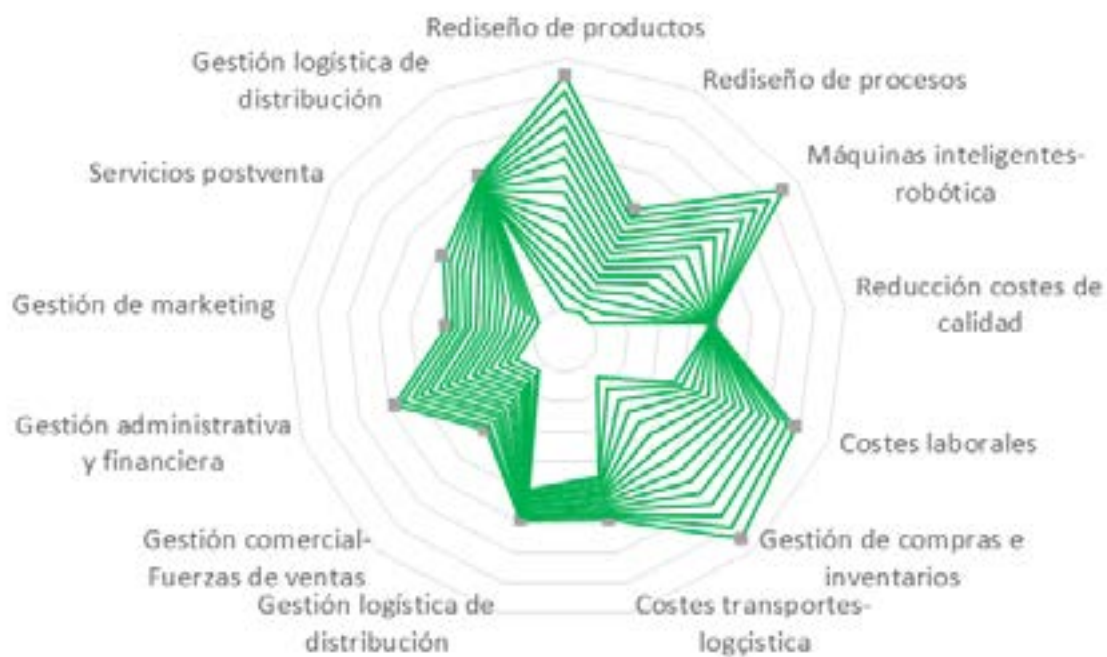 Rediseño de productos
Rediseño de procesos
Máquinas inteligentes-
robótica
Reducción costes de
calidad
Costes laborales
Gestión de compras e
inventarios
Costes transportes-
logçistica
Gestión logística de
distribución
Gestión comercial-
Fuerzas de ventas
Gestión administrativa
y financiera
Gestión de marketing
Servicios postventa
Gestión logística de
distribución